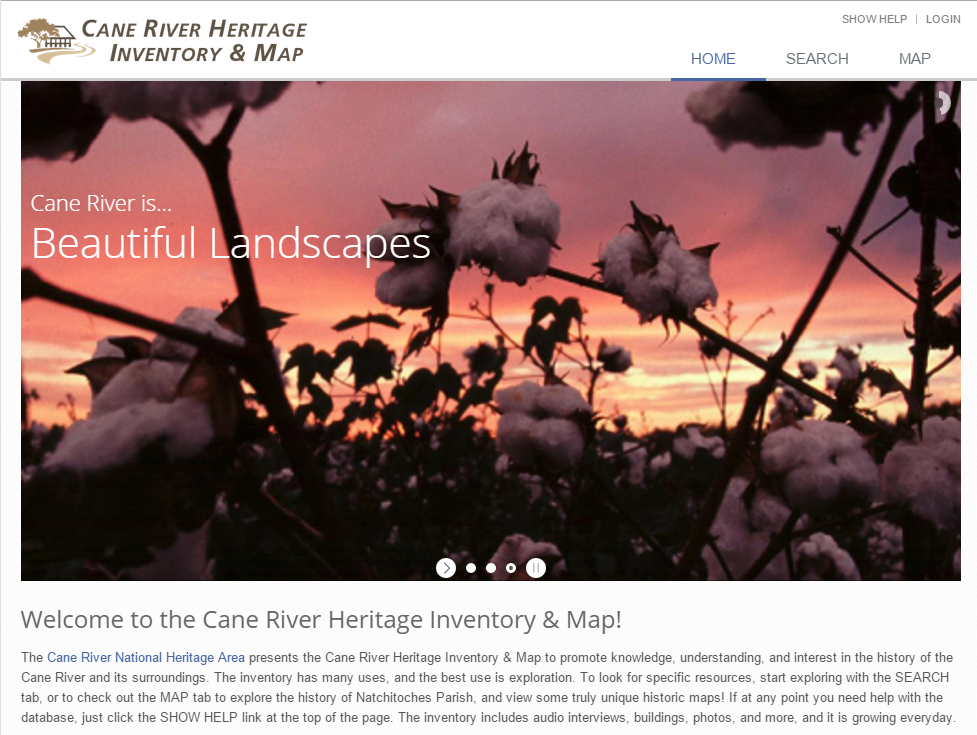 CANE RIVER HERITAGE
INVENTORY & MAP
SHOW HELP | LOGIN
HOME SEARCH MAP
Cane River is...
Beautiful Landscapes
Welcome to the Cane River Heritage Inventory & Map!
The Cane River National Heritage Area presents the Cane River Heritage Inventory & Map to promote knowledge, understanding, and interest in the history of the
Cane River and its surroundings. The inventory has many uses, and the best use is exploration. To look for specific resources, start exploring with the SEARCH
tab, or to check out the MAP tab to explore the history of Natchitoches Parish, and view some truly unique historic maps! If at any point you need help with the
database, just click the SHOW HELP link at the top of the page. The inventory includes audio interviews, buildings, photos, and more, and it is growing everyday.